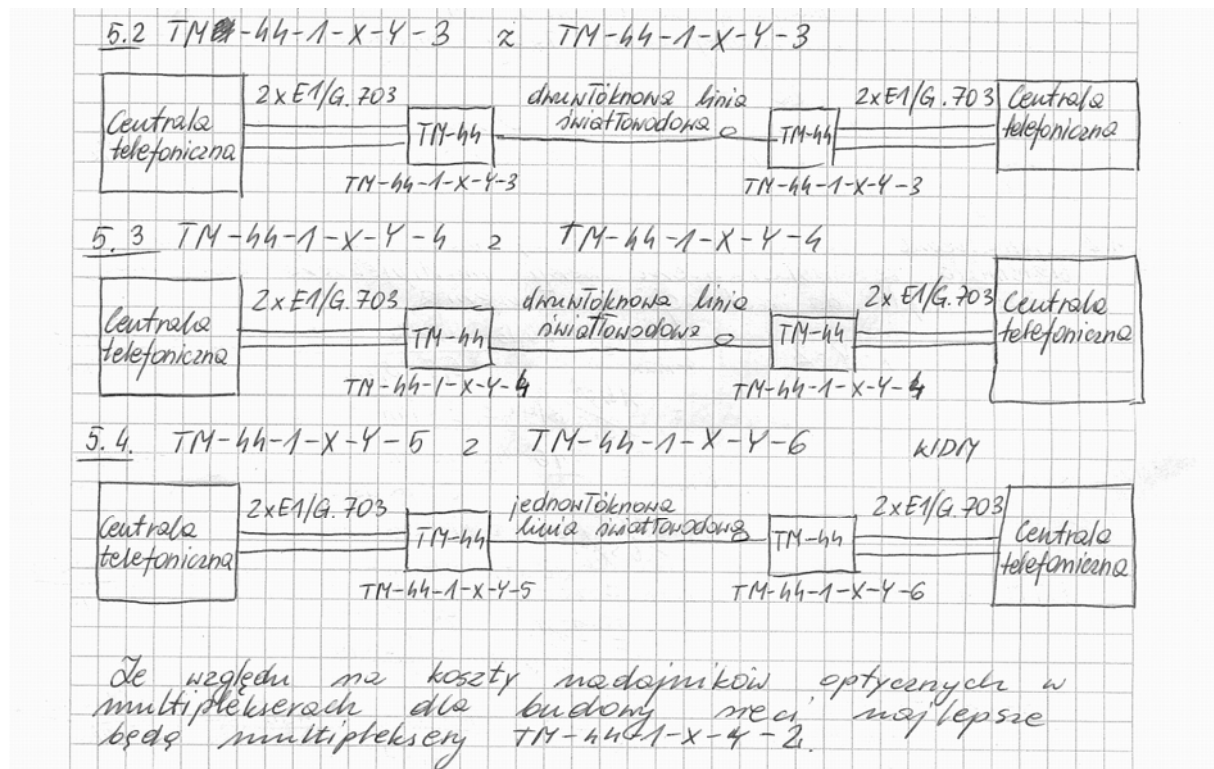 5.2 TM-44-1-X-Y-3 z TM-44-1-X-Y-3
2xE1/G.703 dwuwłóknowa linia 2xE1/G.703
Centrala telefoniczna TM-44 światłowodowa TM-44 Centrala telefoniczna
TM-44-1-X-Y-3 TM-44-1-X-Y-3
5.3 TM-44-1-X-Y-4 z TM-44-1-X-Y-4
2xE1/G.703 dwuwłóknowa linia 2xE1/G.703
Centrala telefoniczna TM-44 światłowodowa TM-44 Centrala telefoniczna
TM-44-1-X-Y-4 TM-44-1-X-Y-4
5.4. TM-44-1-X-Y-5 z TM-44-1-X-Y-6 WDM
2xE1/G.703 jednowłóknowa 2xE1/G.703
Centrala telefoniczna TM-44 linia światłowodowa TM-44 Centrala telefoniczna
TM-44-1-X-Y-5 TM-44-1-X-Y-6
Ze względu na koszty nadajników optycznych w
multiplekserach dla budowy sieci najlepsze
będą multipleksery TM-44-1-X-Y-2.